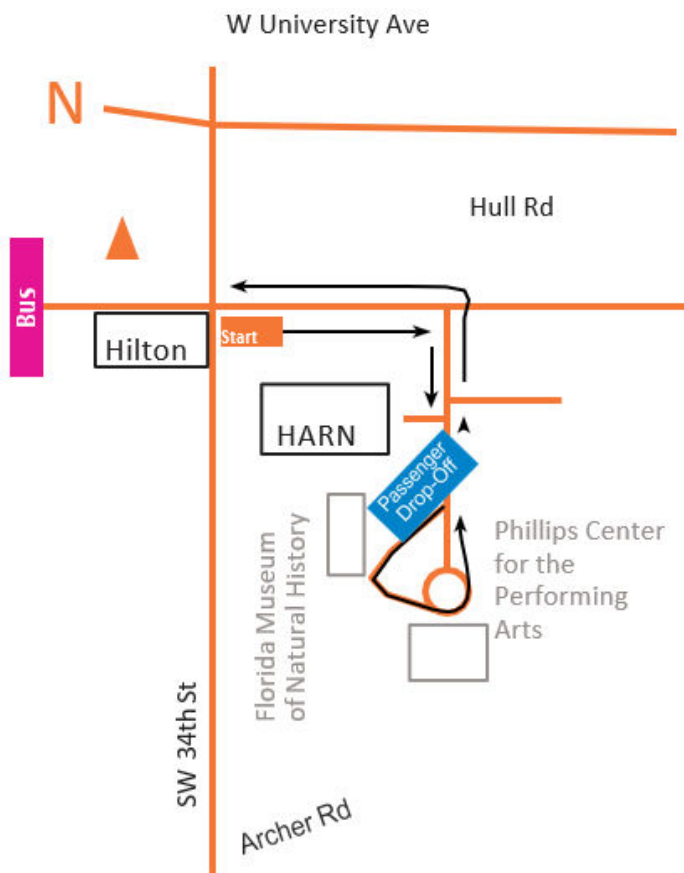 W University Ave
N
Hull Rd
Bus
Hilton
Start
HARN
Passenger
Drop-Off
Florida Museum
of Natural History
Phillips Center
for the
Performing
Arts
SW 34th St
Archer Rd